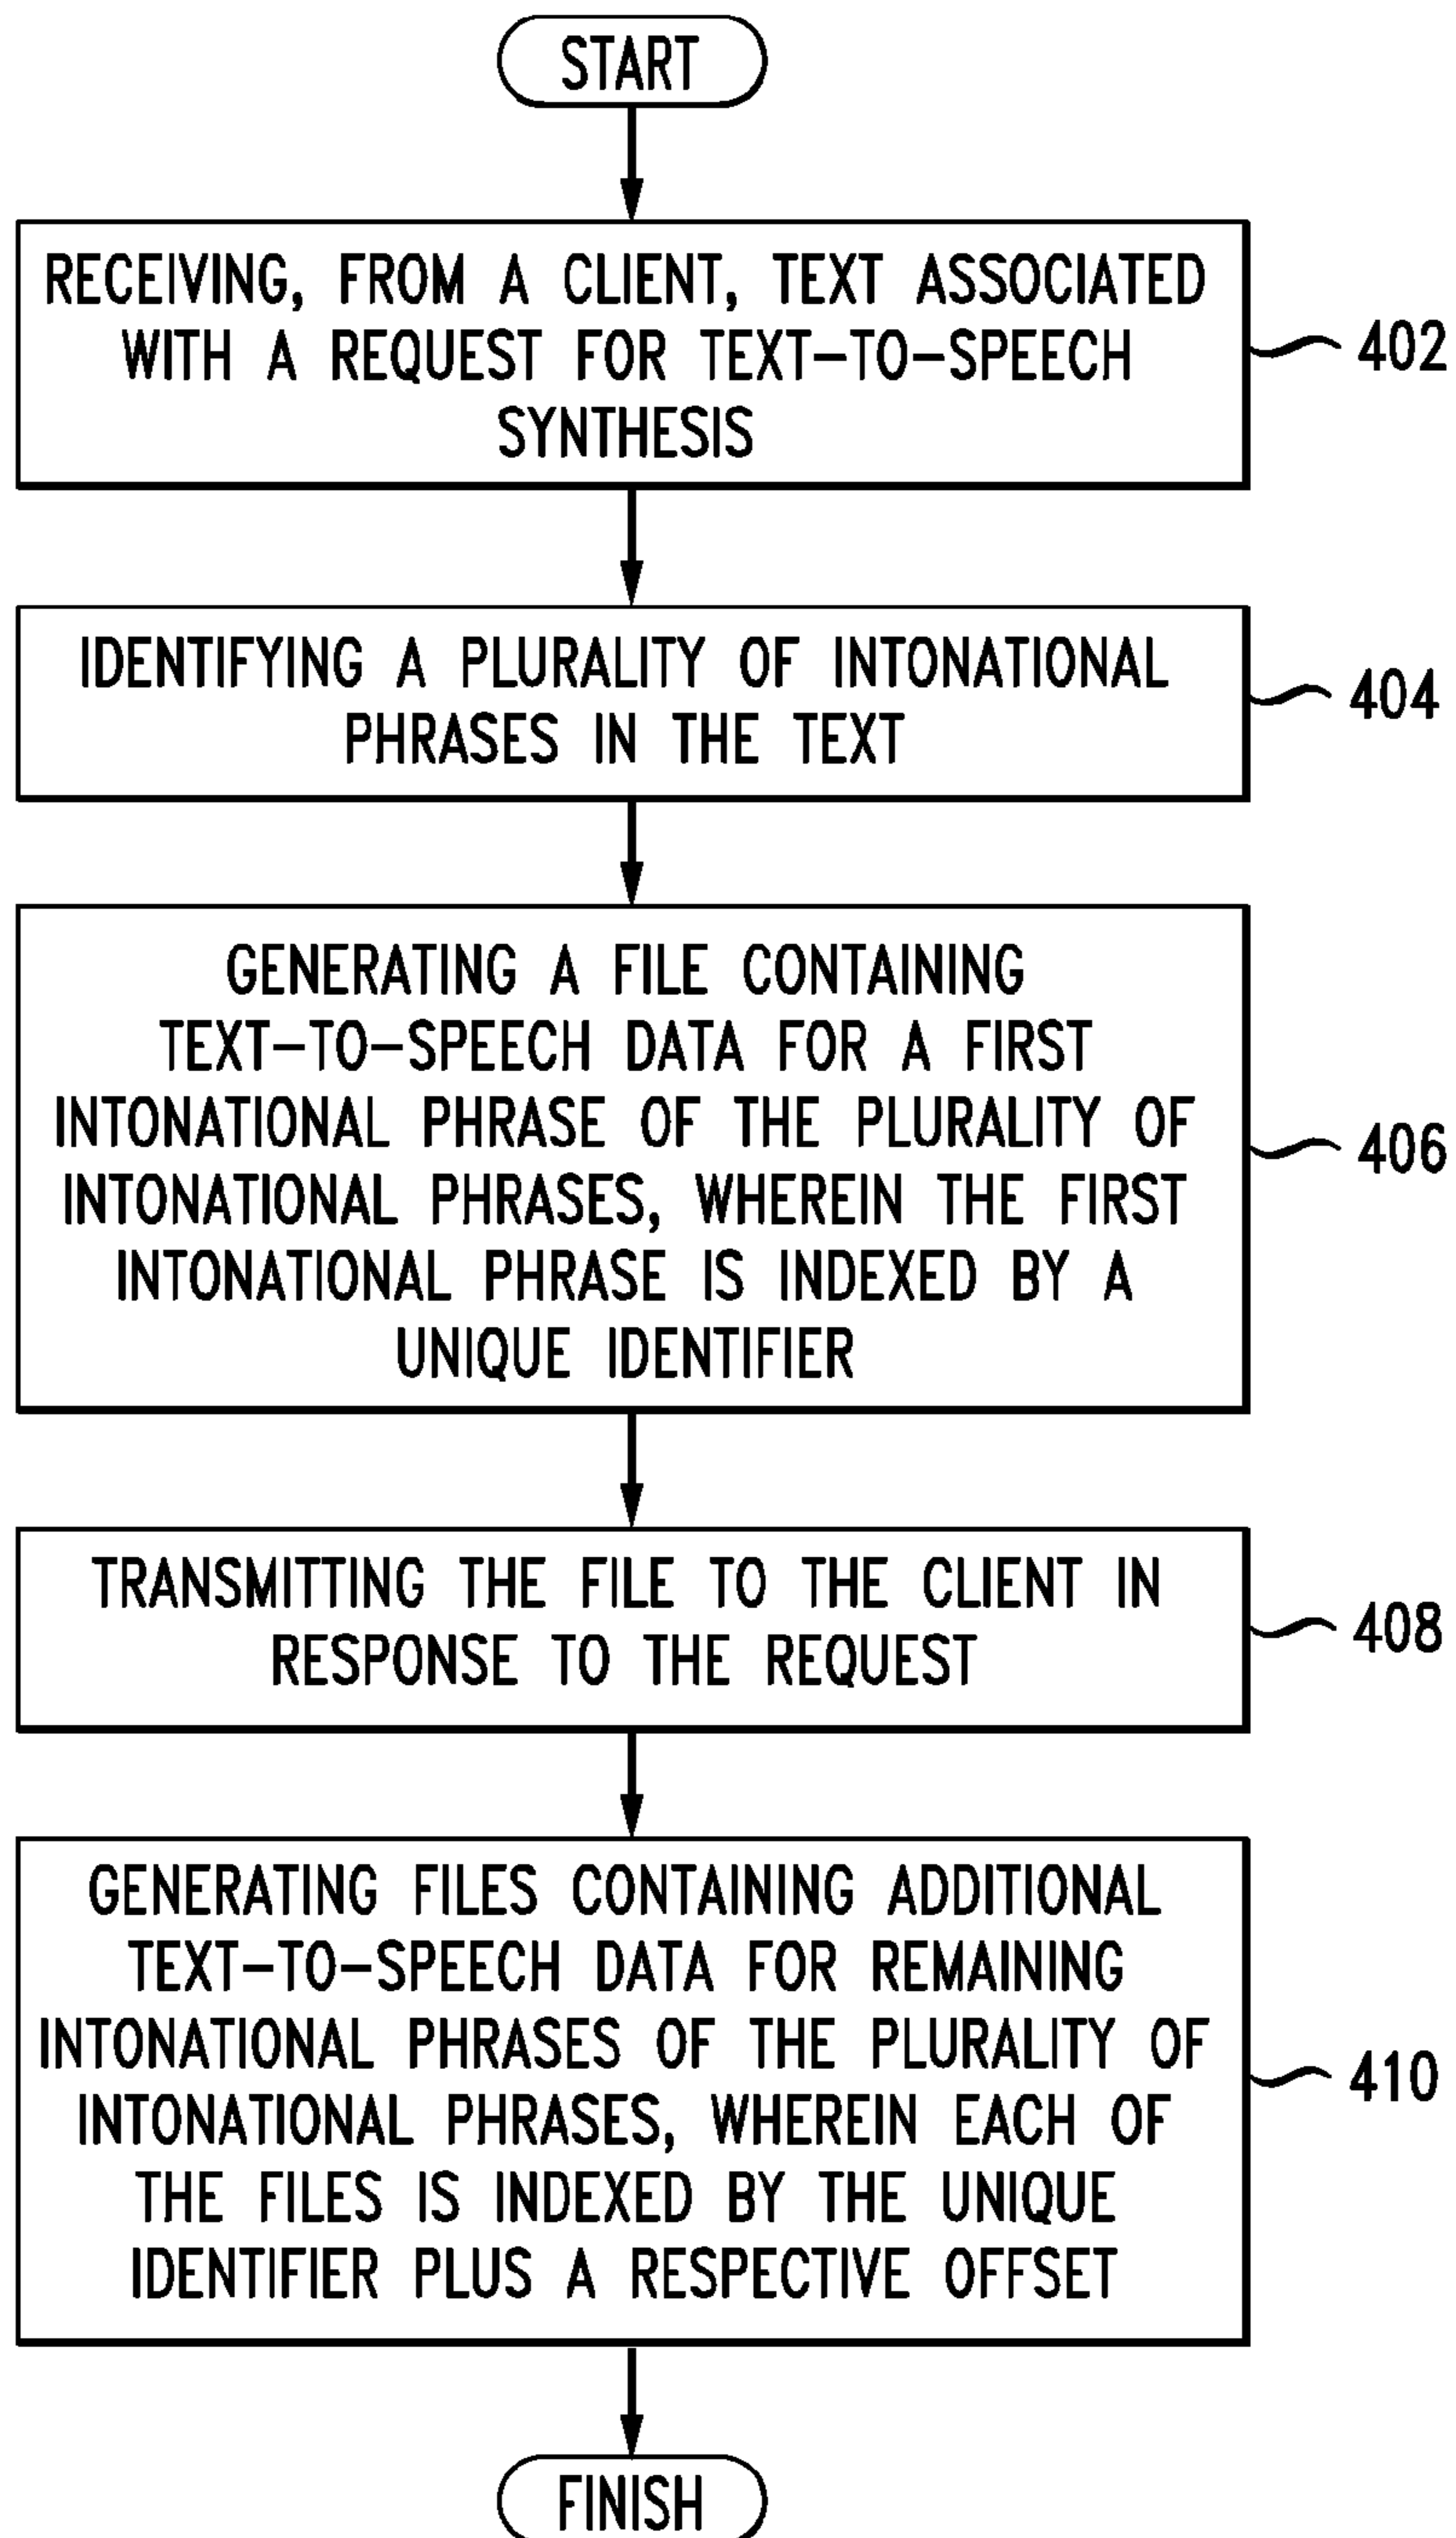 START
RECEIVING, FROM A CLIENT, TEXT ASSOCIATED
WITH A REQUEST FOR TEXT-TO-SPEECH
SYNTHESIS
402
IDENTIFYING A PLURALITY OF INTONATIONAL
PHRASES IN THE TEXT
404
GENERATING A FILE CONTAINING
TEXT-TO-SPEECH DATA FOR A FIRST
INTONATIONAL PHRASE OF THE PLURALITY OF
INTONATIONAL PHRASES, WHEREIN THE FIRST
INTONATIONAL PHRASE IS INDEXED BY A
UNIQUE IDENTIFIER
406
TRANSMITTING THE FILE TO THE CLIENT IN
RESPONSE TO THE REQUEST
408
GENERATING FILES CONTAINING ADDITIONAL
TEXT-TO-SPEECH DATA FOR REMAINING
INTONATIONAL PHRASES OF THE PLURALITY OF
INTONATIONAL PHRASES, WHEREIN EACH OF
THE FILES IS INDEXED BY THE UNIQUE
IDENTIFIER PLUS A RESPECTIVE OFFSET
410
FINISH